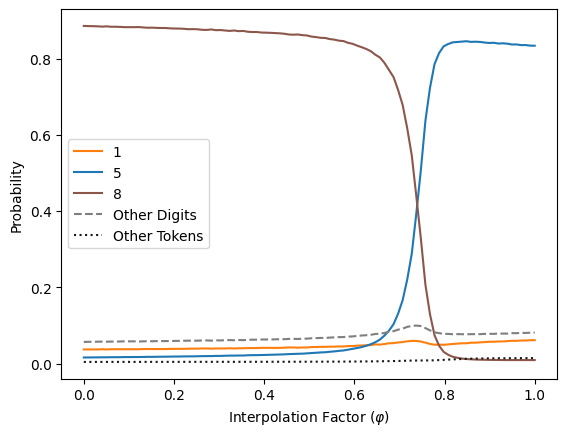 0.8
0.6
0.4
0.2
0.0
Probability
1
5
8
Other Digits
Other Tokens
0.0 0.2 0.4 0.6 0.8 1.0
Interpolation Factor (φ)